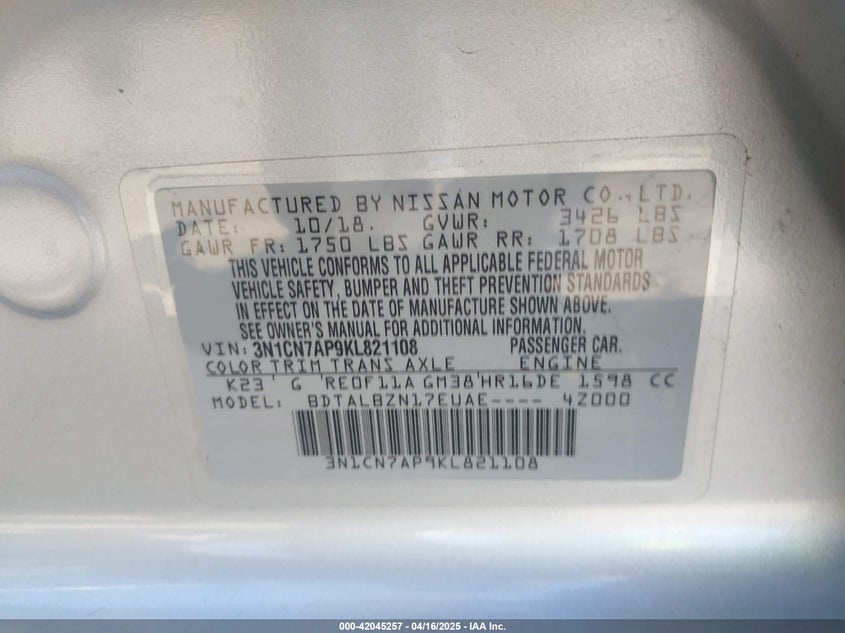 MANUFACTURED BY NISSAN MOTOR CO., LTD.
DATE: 10/18. GVWR: 3426 LBS
GAWR FR: 1750 LBS GAWR RR: 1708 LBS
THIS VEHICLE CONFORMS TO ALL APPLICABLE FEDERAL MOTOR
VEHICLE SAFETY, BUMPER AND THEFT PREVENTION STANDARDS
IN EFFECT ON THE DATE OF MANUFACTURE SHOWN ABOVE.
SEE OWNER'S MANUAL FOR ADDITIONAL INFORMATION.
VIN: 3N1CN7AP9KL821108 PASSENGER CAR.
COLOR TRIM TRANS AXLE ENGINE
K23 G RE0F11A GM38 HR16DE 1598 CC
MODEL: BDTALBZN17EUAE---- 4Z000
3N1CN7AP9KL821108
000-42045257 - 04/16/2025 - IAA Inc.